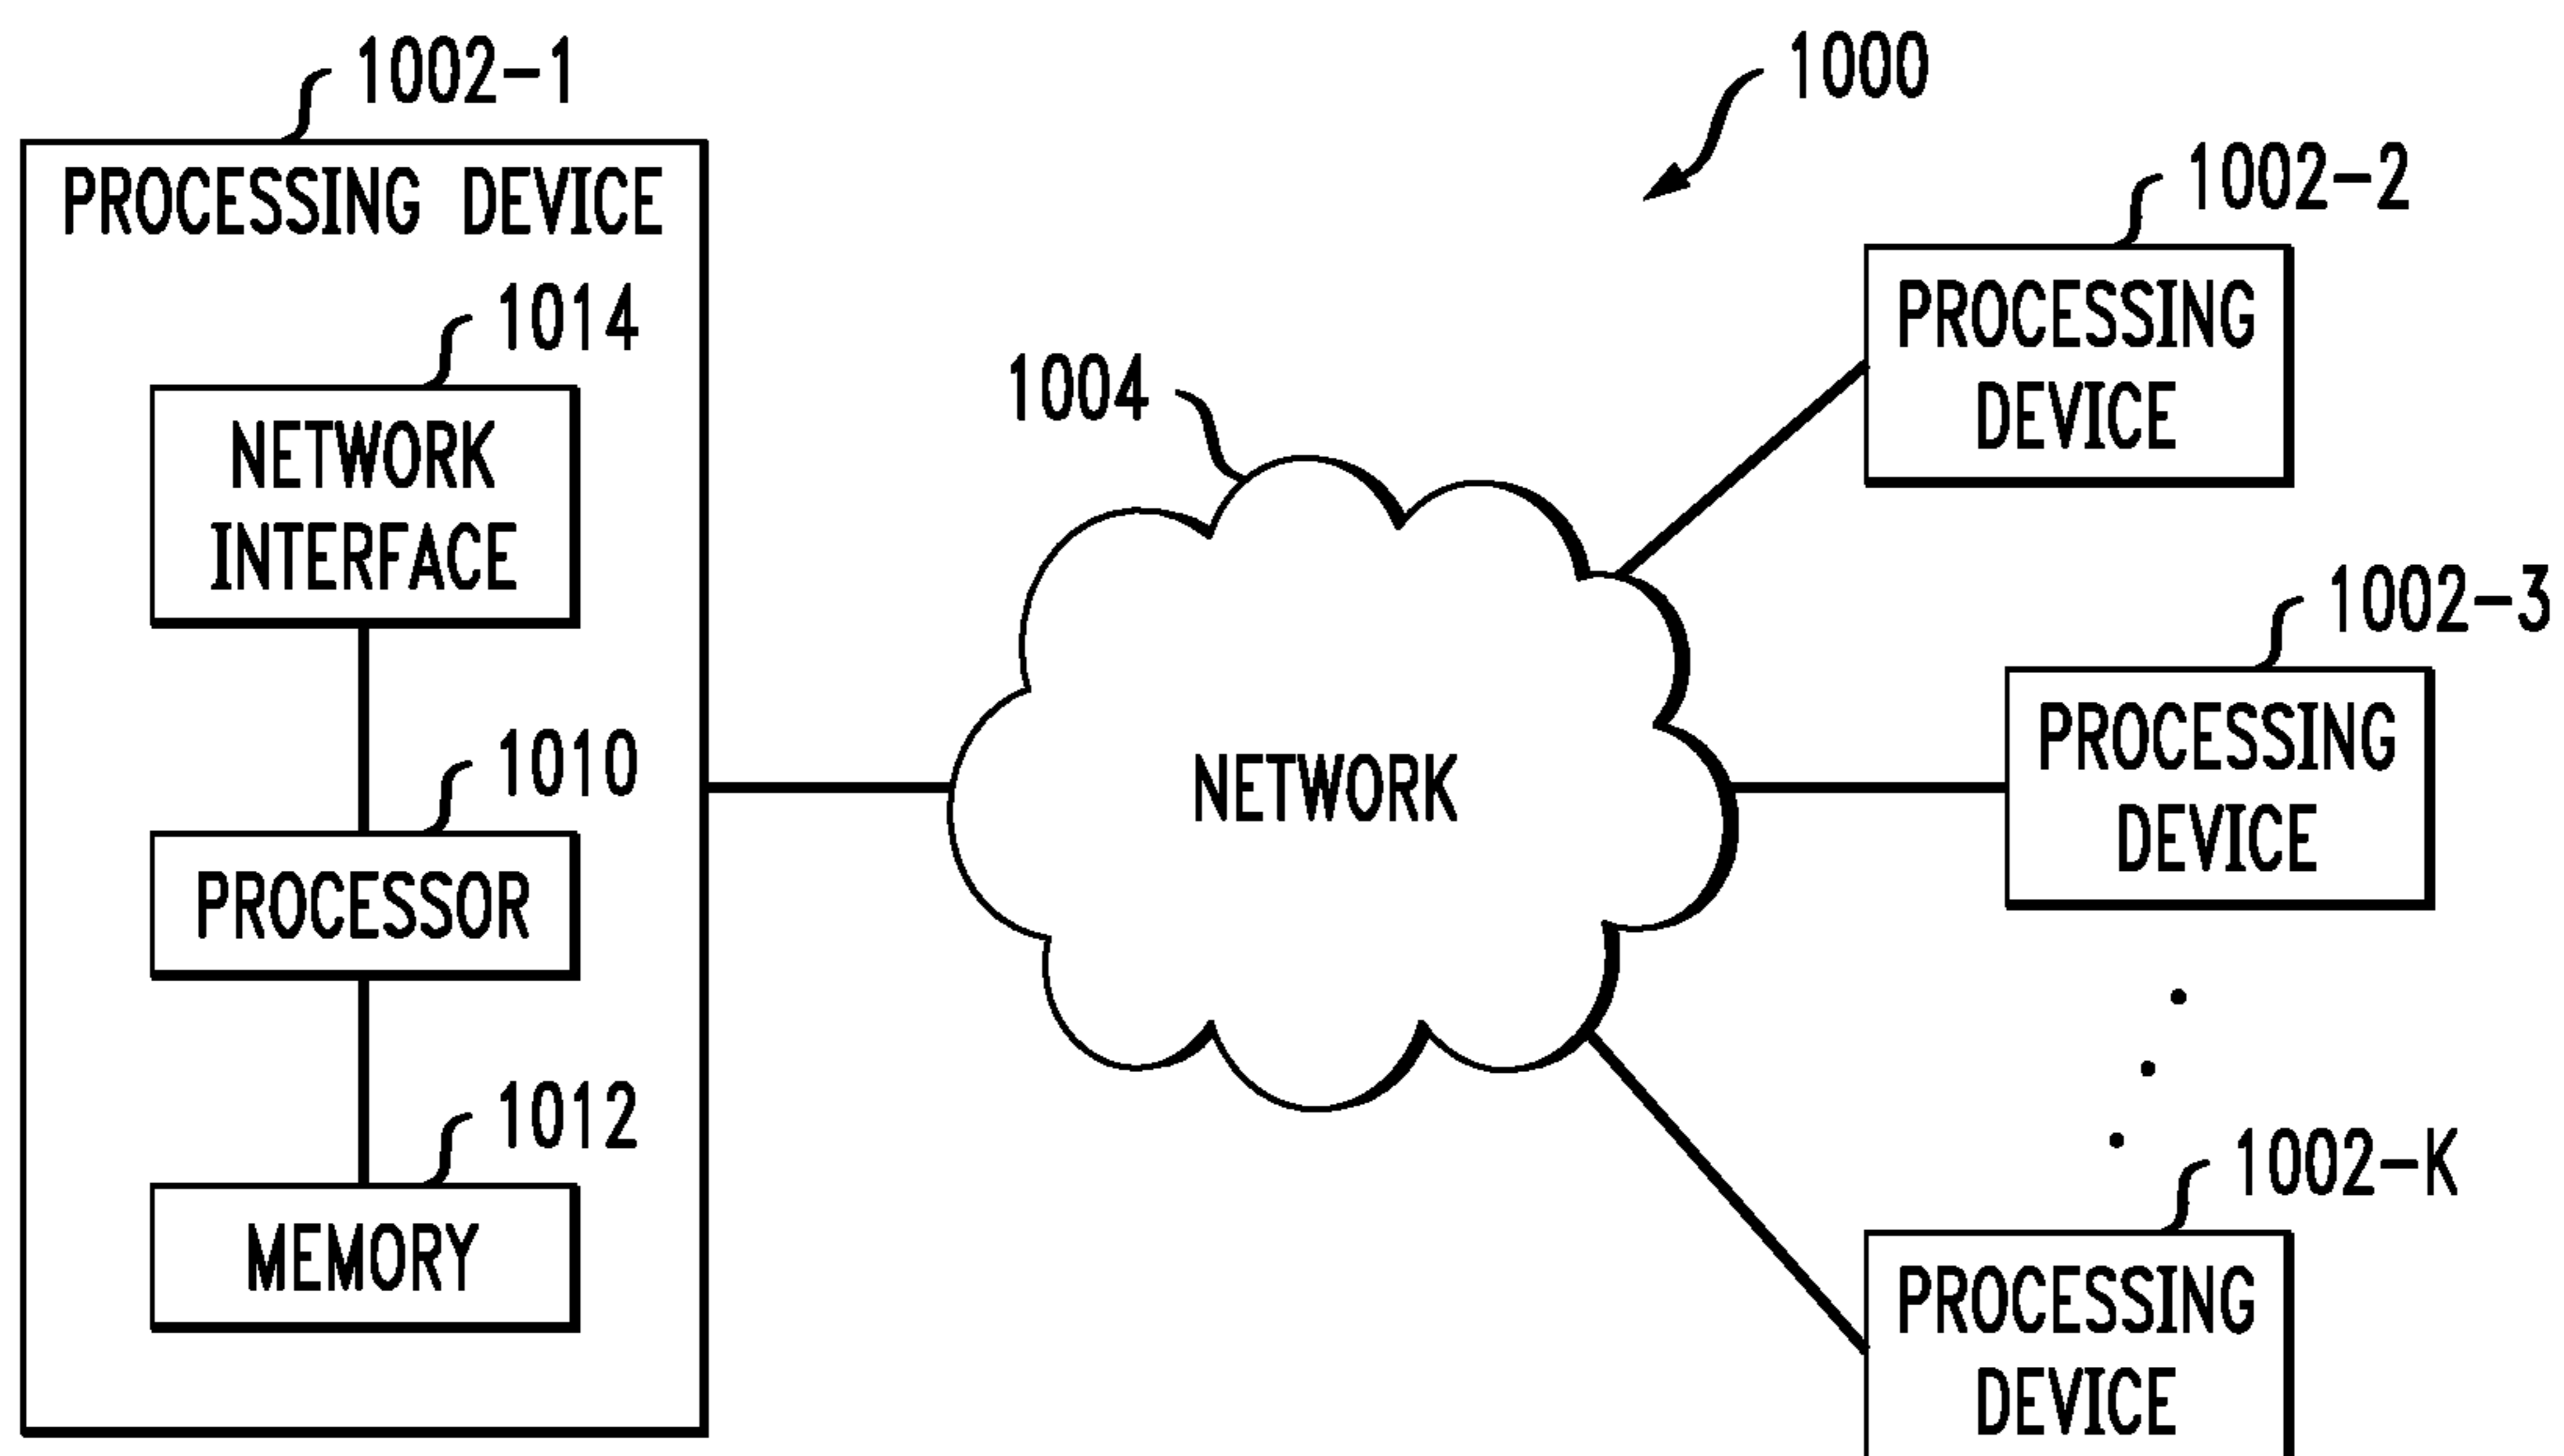 1002-1
PROCESSING DEVICE
1014
NETWORK
INTERFACE
1010
PROCESSOR
1012
MEMORY
1004
NETWORK
1000
1002-2
PROCESSING
DEVICE
1002-3
PROCESSING
DEVICE
1002-K
PROCESSING
DEVICE